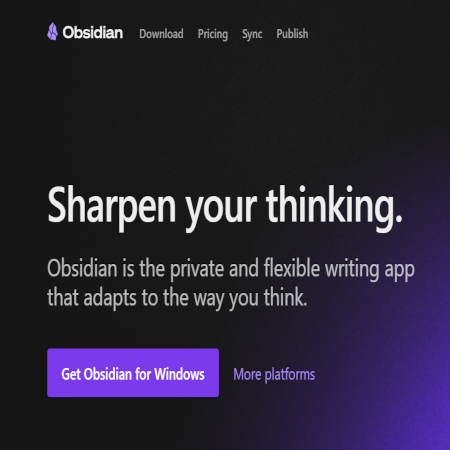 Obsidian Download Pricing Sync Publish
Sharpen your thinking.
Obsidian is the private and flexible writing app
that adapts to the way you think.
Get Obsidian for Windows More platforms